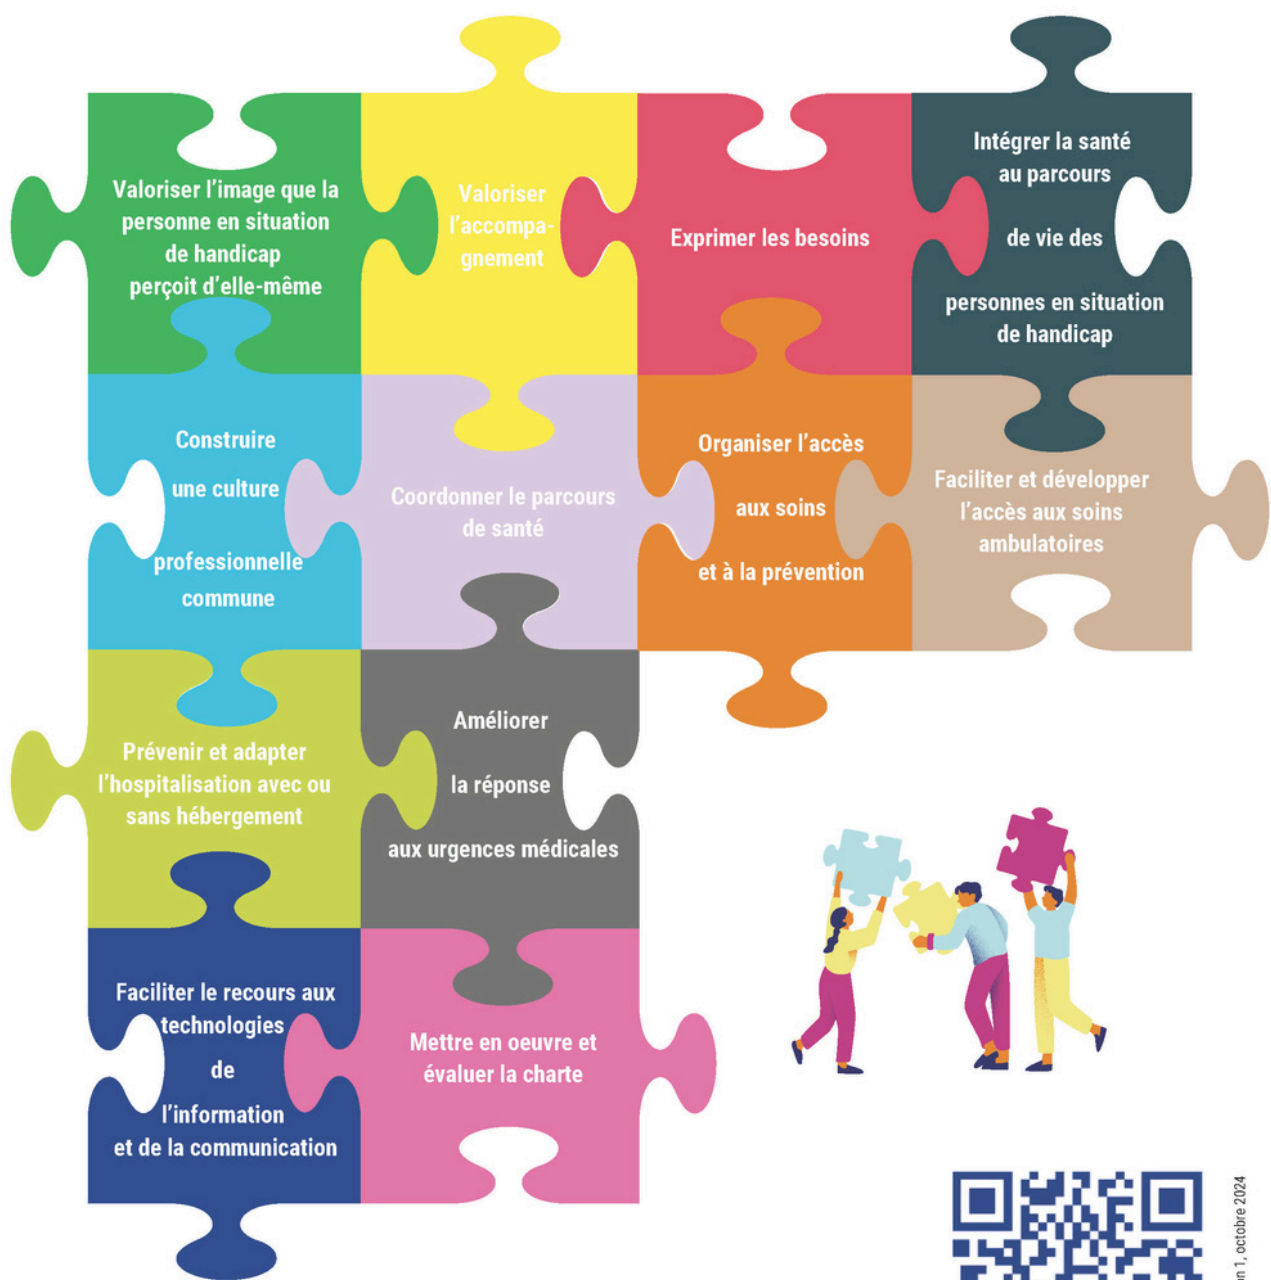 Valoriser l'image que la
personne en situation
de handicap
perçoit d'elle-même
Valoriser
l'accompa-
gnement
Exprimer les besoins
Intégrer la santé
au parcours
de vie des
personnes en situation
de handicap
Construire
une culture
professionnelle
commune
Coordonner le parcours
de santé
Organiser l'accès
aux soins
et à la prévention
Faciliter et développer
l'accès aux soins
ambulatoires
Prévenir et adapter
l'hospitalisation avec ou
sans hébergement
Améliorer
la réponse
aux urgences médicales
Faciliter le recours aux
technologies
de
l'information
et de la communication
Mettre en oeuvre et
évaluer la charte
1, octobre 2024